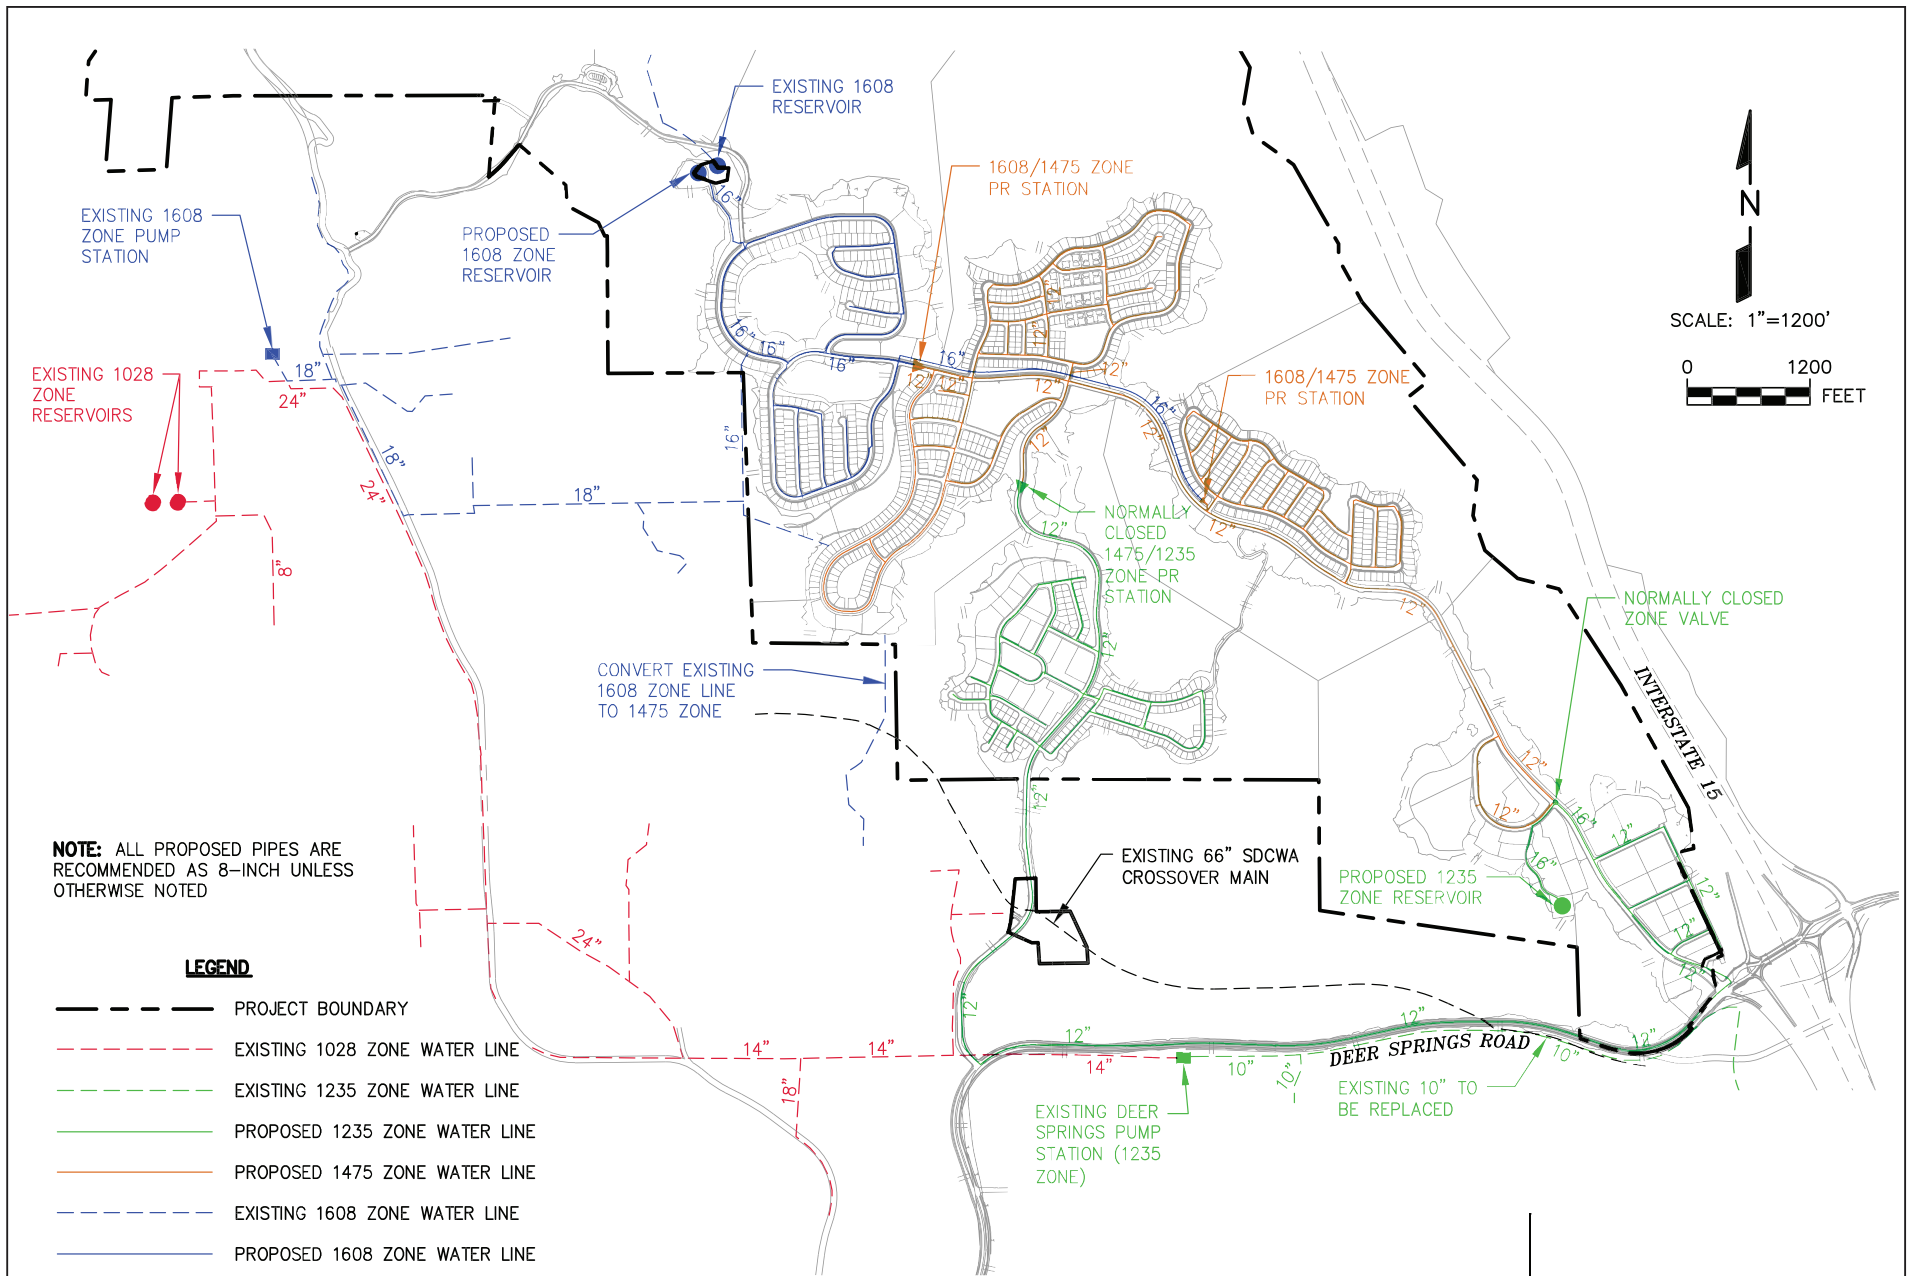 EXISTING 1608
RESERVOIR
1608/1475 ZONE
PR STATION
EXISTING 1608
ZONE PUMP
STATION
PROPOSED
1608 ZONE
RESERVOIR
16"
N
SCALE: 1"=1200'
0 1200
FEET
EXISTING 1028
ZONE
RESERVOIRS
18"
24"
18"
24"
16"
16"
16"
16"
16"
12"
12"
12"
12"
12"
12"
12"
1608/1475 ZONE
PR STATION
16"
12"
12"
18"
8"
12"
NORMALLY
CLOSED
1475/1235
ZONE PR
STATION
12"
12"
12"
NORMALLY CLOSED
ZONE VALVE
INTERSTATE 15
CONVERT EXISTING
1608 ZONE LINE
TO 1475 ZONE
12"
12"
12"
16"
12"
16"
12"
12"
12"
NOTE: ALL PROPOSED PIPES ARE
RECOMMENDED AS 8-INCH UNLESS
OTHERWISE NOTED
EXISTING 66" SDCWA
CROSSOVER MAIN
PROPOSED 1235
ZONE RESERVOIR
24"
12"
12"
12"
12"
14"
14"
14"
10"
10"
10"
18"
DEER SPRINGS ROAD
EXISTING 10" TO
BE REPLACED
EXISTING DEER
SPRINGS PUMP
STATION (1235
ZONE)
LEGEND
PROJECT BOUNDARY
EXISTING 1028 ZONE WATER LINE
EXISTING 1235 ZONE WATER LINE
PROPOSED 1235 ZONE WATER LINE
PROPOSED 1475 ZONE WATER LINE
EXISTING 1608 ZONE WATER LINE
PROPOSED 1608 ZONE WATER LINE